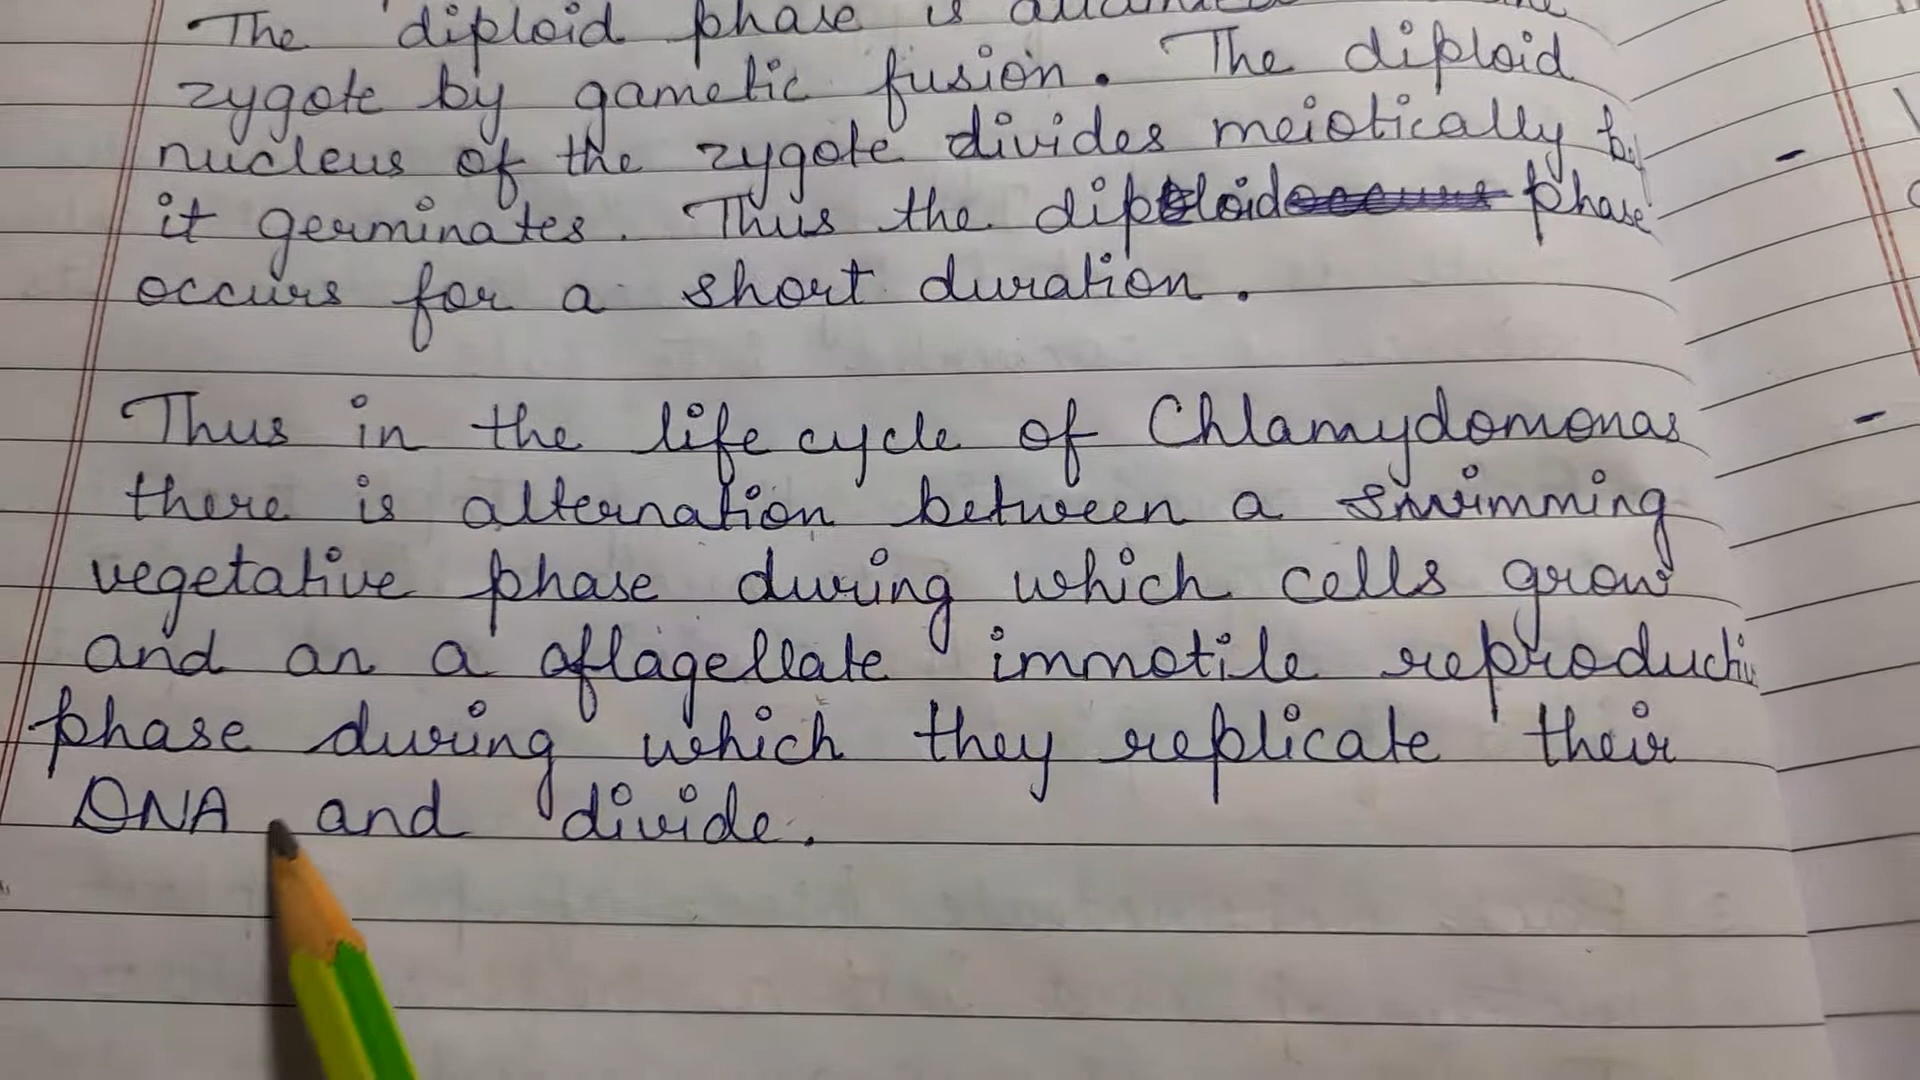 The diploid phase is
zygote by gametic fusion. The diploid
nucleus of the zygote divides meiotically
it germinates. Thus the diploid phase
occurs for a short duration.
Thus in the life cycle of Chlamydomonas
there is alternation between a swimming
vegetative phase during which cells grow
and an a aflagellate immotile reproductiv
phase during which they replicate their
DNA and divide.